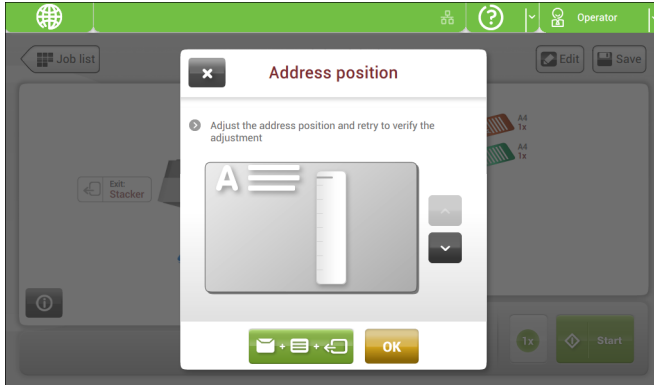 Operator
Job list
Edit
Save
Address position
Adjust the address position and retry to verify the
adjustment
A
A4
1x
A4
1x
Exit:
Stacker
OK
1x
Start